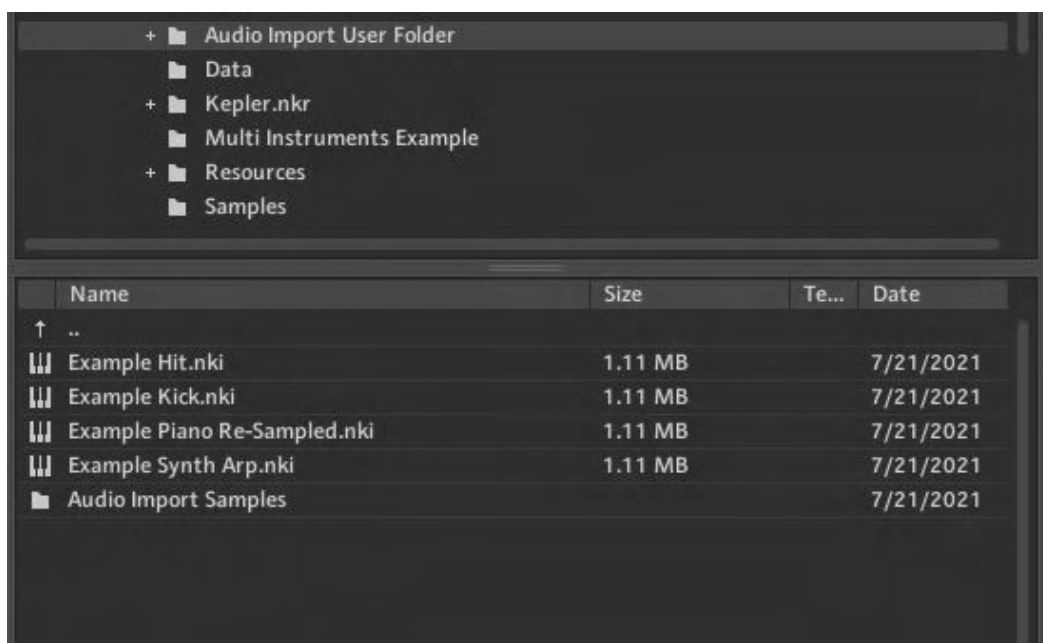 + Audio Import User Folder
Data
+ Kepler.nkr
Multi Instruments Example
+ Resources
Samples
Name Size Te... Date
↑ ..
Example Hit.nki 1.11 MB 7/21/2021
Example Kick.nki 1.11 MB 7/21/2021
Example Piano Re-Sampled.nki 1.11 MB 7/21/2021
Example Synth Arp.nki 1.11 MB 7/21/2021
Audio Import Samples 7/21/2021